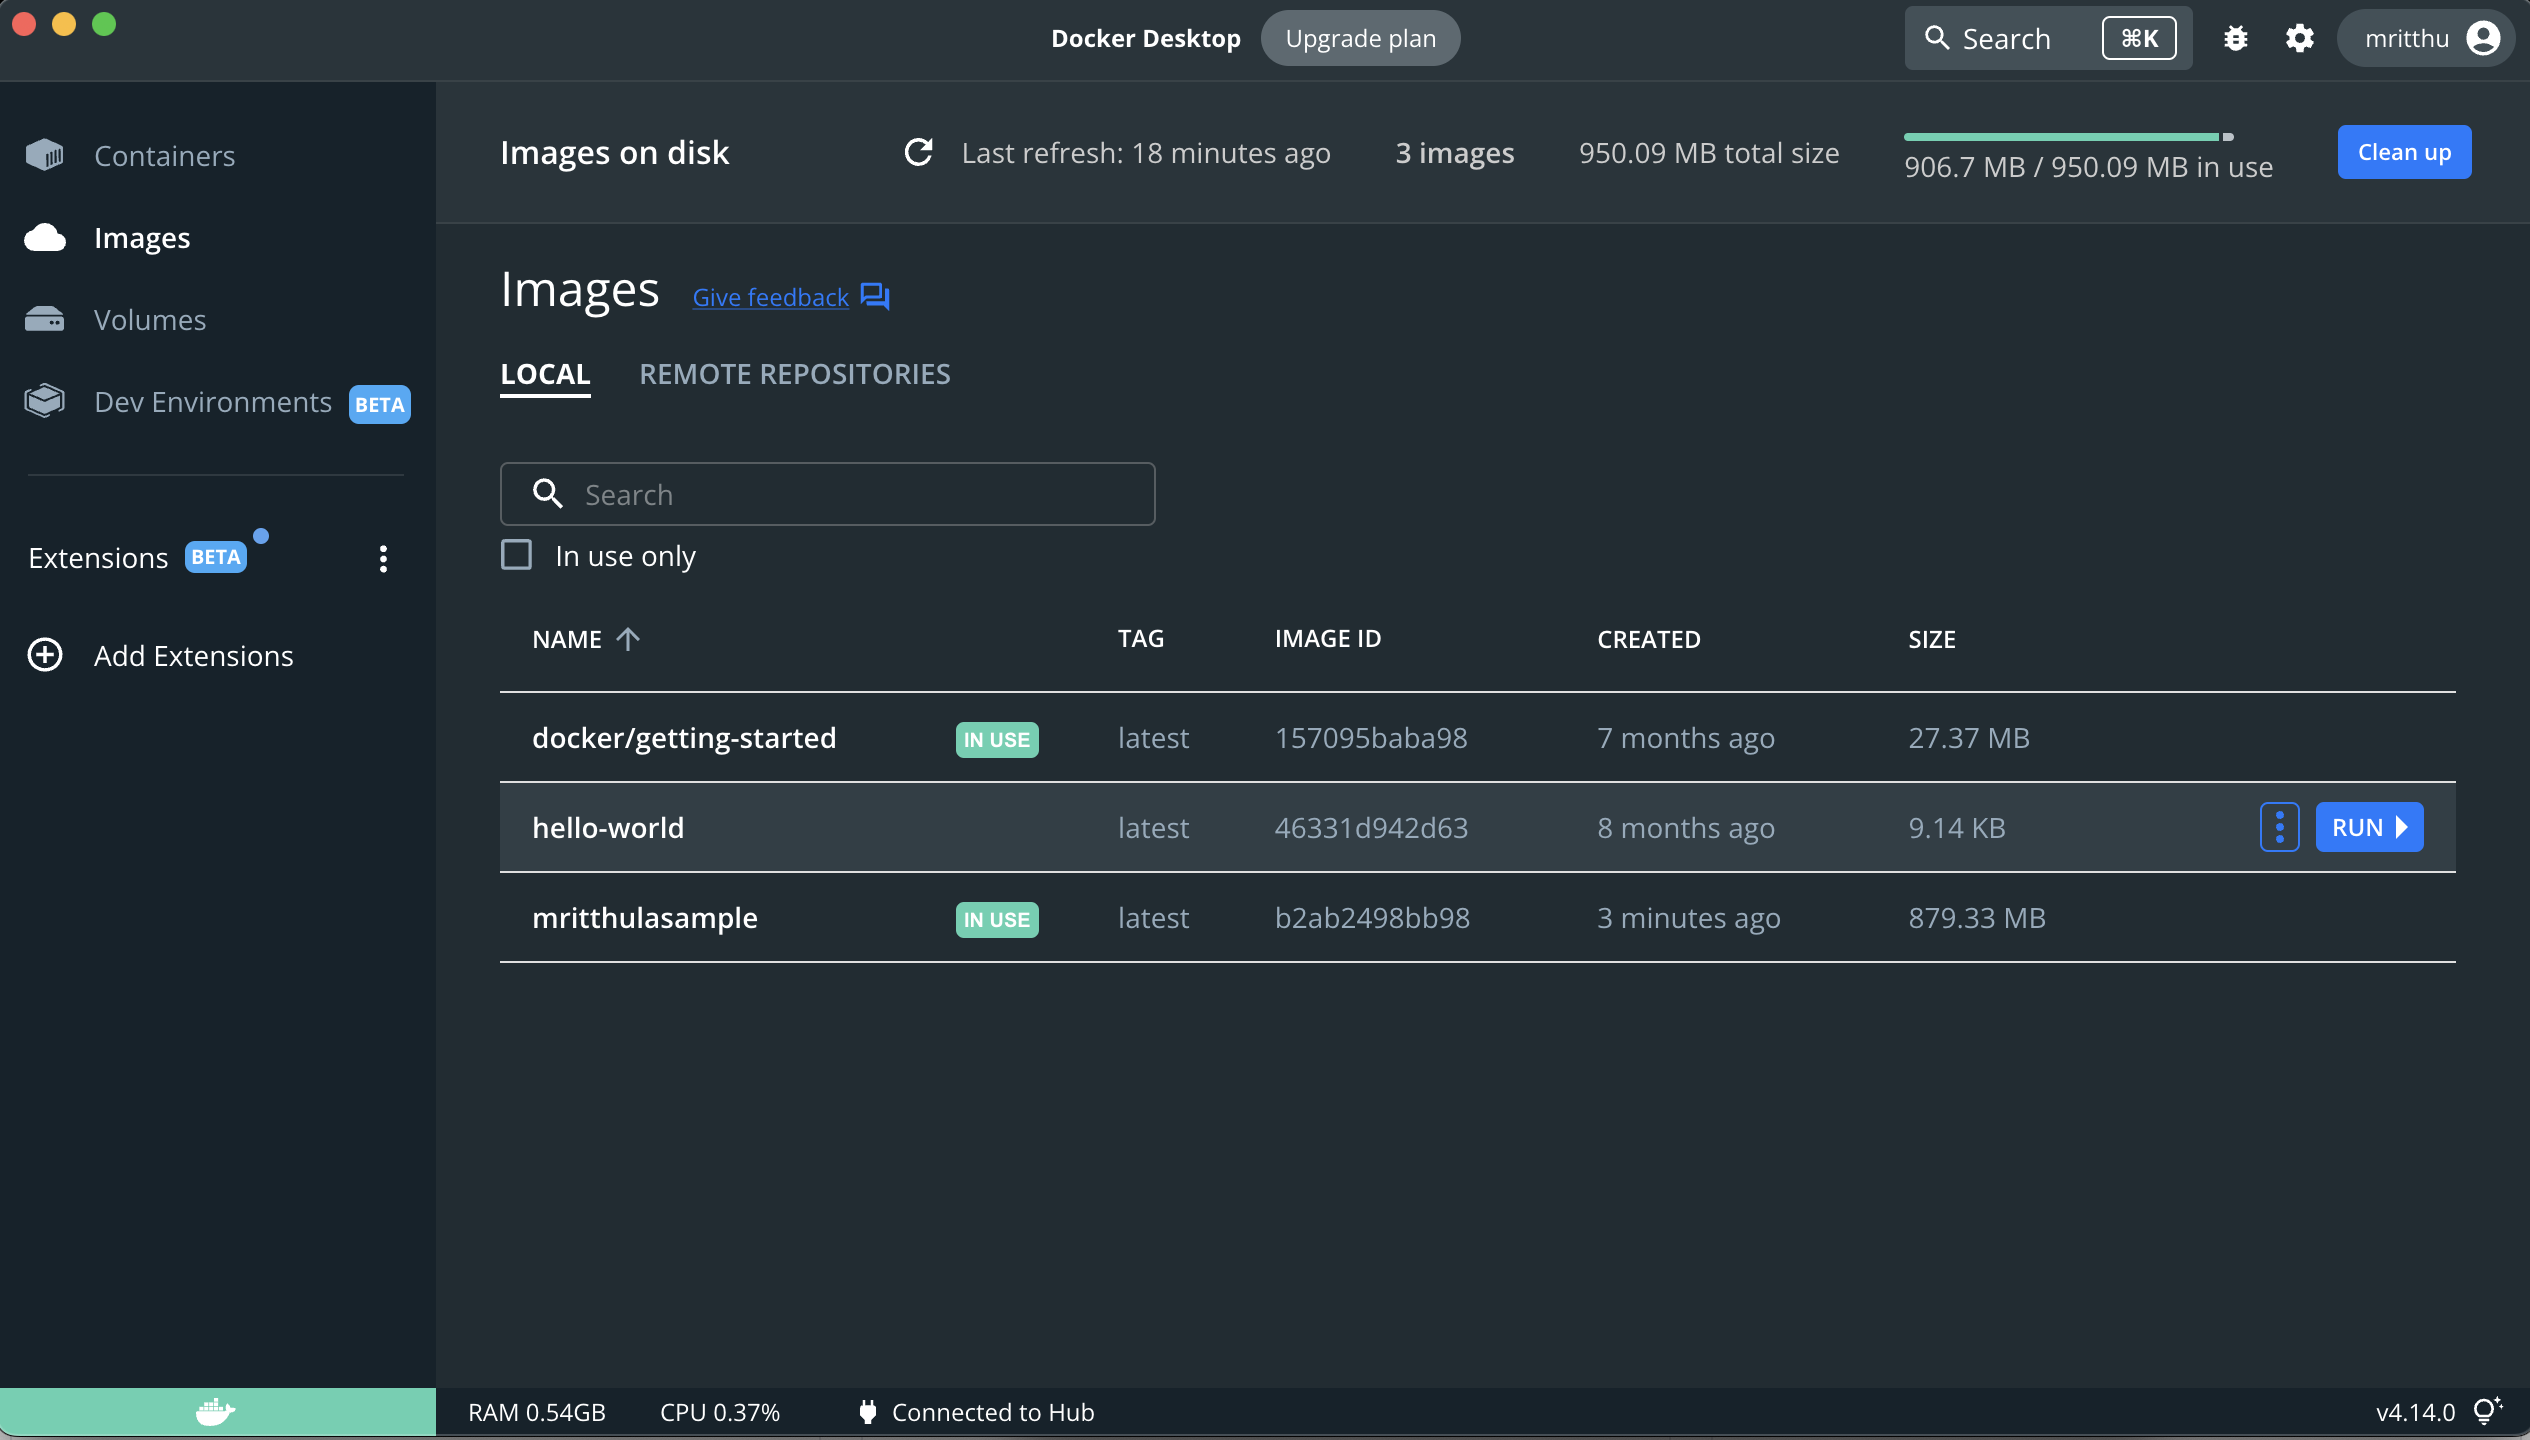 Docker Desktop Upgrade plan Search ⌘K mritthu
Containers
Images
Volumes
Dev Environments BETA
Extensions BETA
Add Extensions
Images on disk Last refresh: 18 minutes ago 3 images 950.09 MB total size 906.7 MB / 950.09 MB in use Clean up
Images Give feedback
LOCAL REMOTE REPOSITORIES
Search
In use only
NAME TAG IMAGE ID CREATED SIZE
docker/getting-started IN USE latest 157095baba98 7 months ago 27.37 MB
hello-world latest 46331d942d63 8 months ago 9.14 KB RUN
mritthulasample IN USE latest b2ab2498bb98 3 minutes ago 879.33 MB
RAM 0.54GB CPU 0.37% Connected to Hub v4.14.0